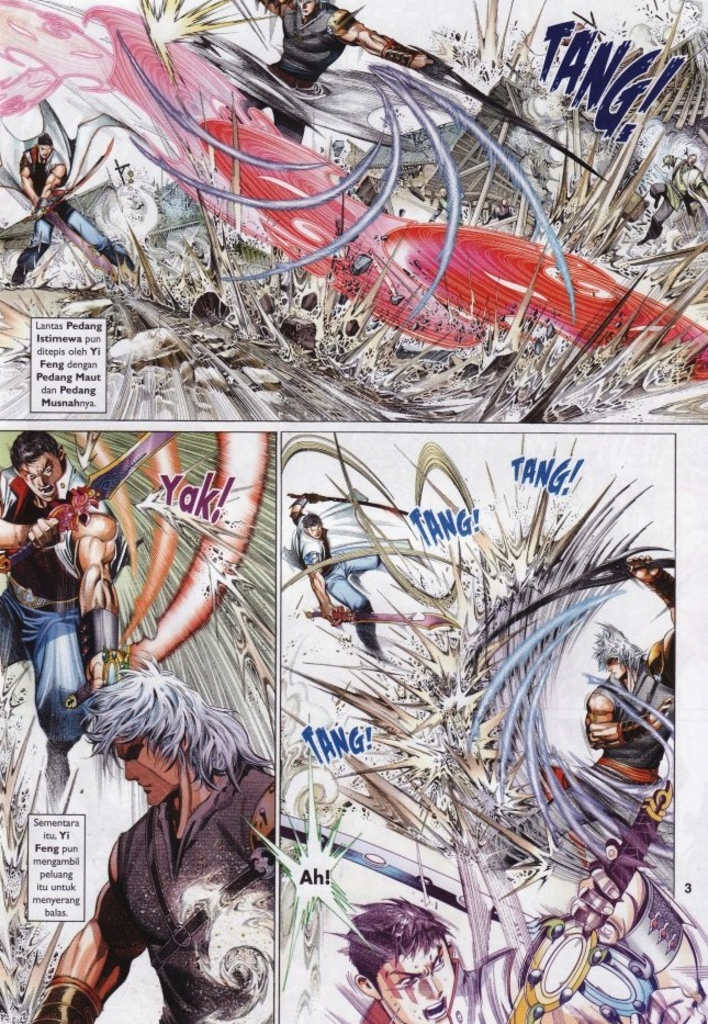 TANG!
Lantas Pedang
Istimewa pun
ditepis oleh Yi
Feng dengan
Pedang Maut
dan Pedang
Musnahnya.
Yak!
Sementara
itu, Yi
Feng pun
mengambil
peluang
itu untuk
menyerang
balas.
TANG!
TANG!
TANG!
Ah!
3